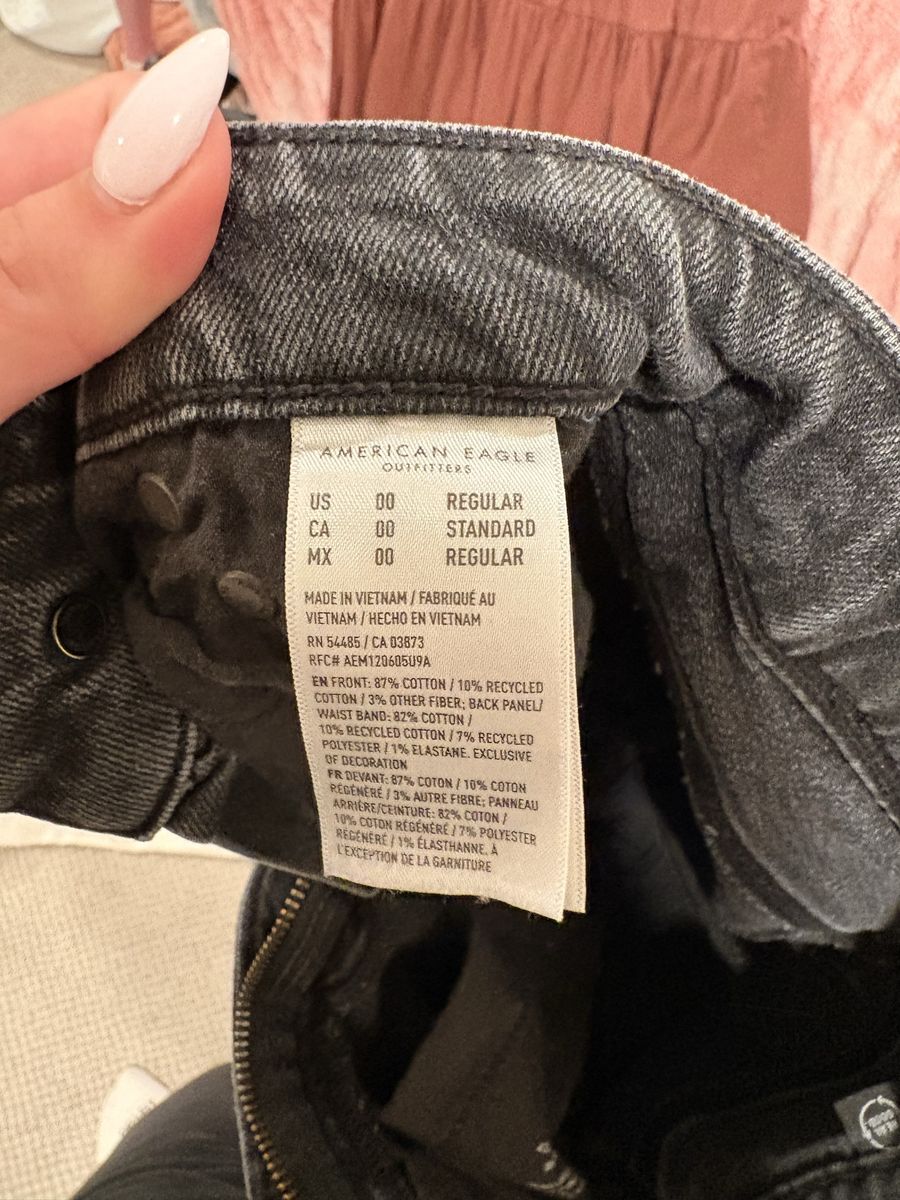 AMERICAN EAGLE
OUTFITTERS
US 00 REGULAR
CA 00 STANDARD
MX 00 REGULAR
MADE IN VIETNAM / FABRIQUÉ AU
VIETNAM / HECHO EN VIETNAM
RN 54485 / CA 03873
RFC# AEM120605U9A
EN FRONT: 87% COTTON / 10% RECYCLED
COTTON / 3% OTHER FIBER; BACK PANEL/
WAIST BAND: 82% COTTON /
10% RECYCLED COTTON / 7% RECYCLED
POLYESTER / 1% ELASTANE. EXCLUSIVE
OF DECORATION
FR DEVANT: 87% COTON / 10% COTON
RÉGÉNÉRÉ / 3% AUTRE FIBRE; PANNEAU
ARRIÈRE/CEINTURE: 82% COTON /
10% COTON RÉGÉNÉRÉ / 7% POLYESTER
RÉGÉNÉRÉ / 1% ÉLASTHANNE. À
L'EXCEPTION DE LA GARNITURE